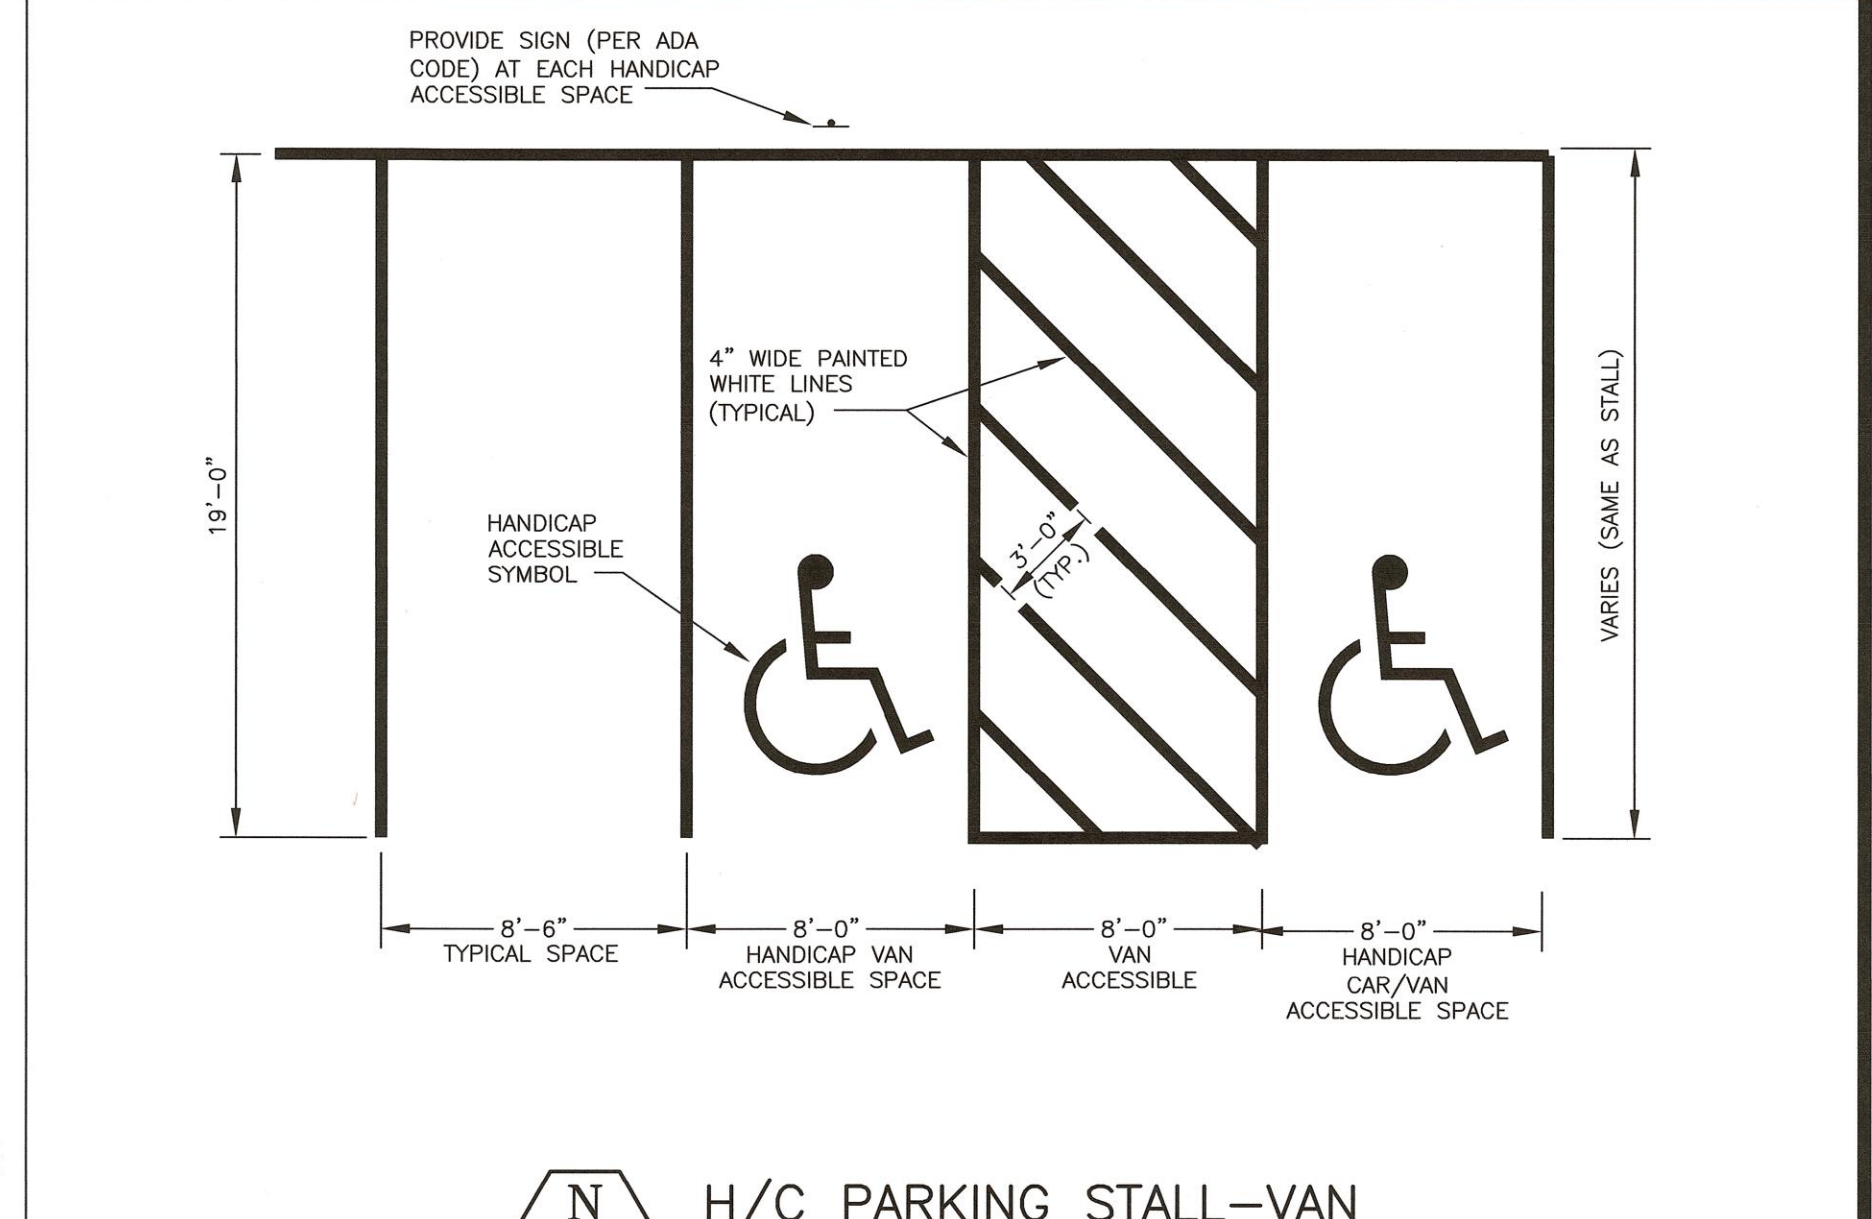 PROVIDE SIGN (PER ADA
CODE) AT EACH HANDICAP
ACCESSIBLE SPACE
4" WIDE PAINTED
WHITE LINES
(TYPICAL)
HANDICAP
ACCESSIBLE
SYMBOL
19'-0"
3'-0"
(TYP.)
VARIES (SAME AS STALL)
8'-6"
TYPICAL SPACE
8'-0"
HANDICAP VAN
ACCESSIBLE SPACE
8'-0"
VAN
ACCESSIBLE
8'-0"
HANDICAP
CAR/VAN
ACCESSIBLE SPACE
N
H/C PARKING STALL-VAN